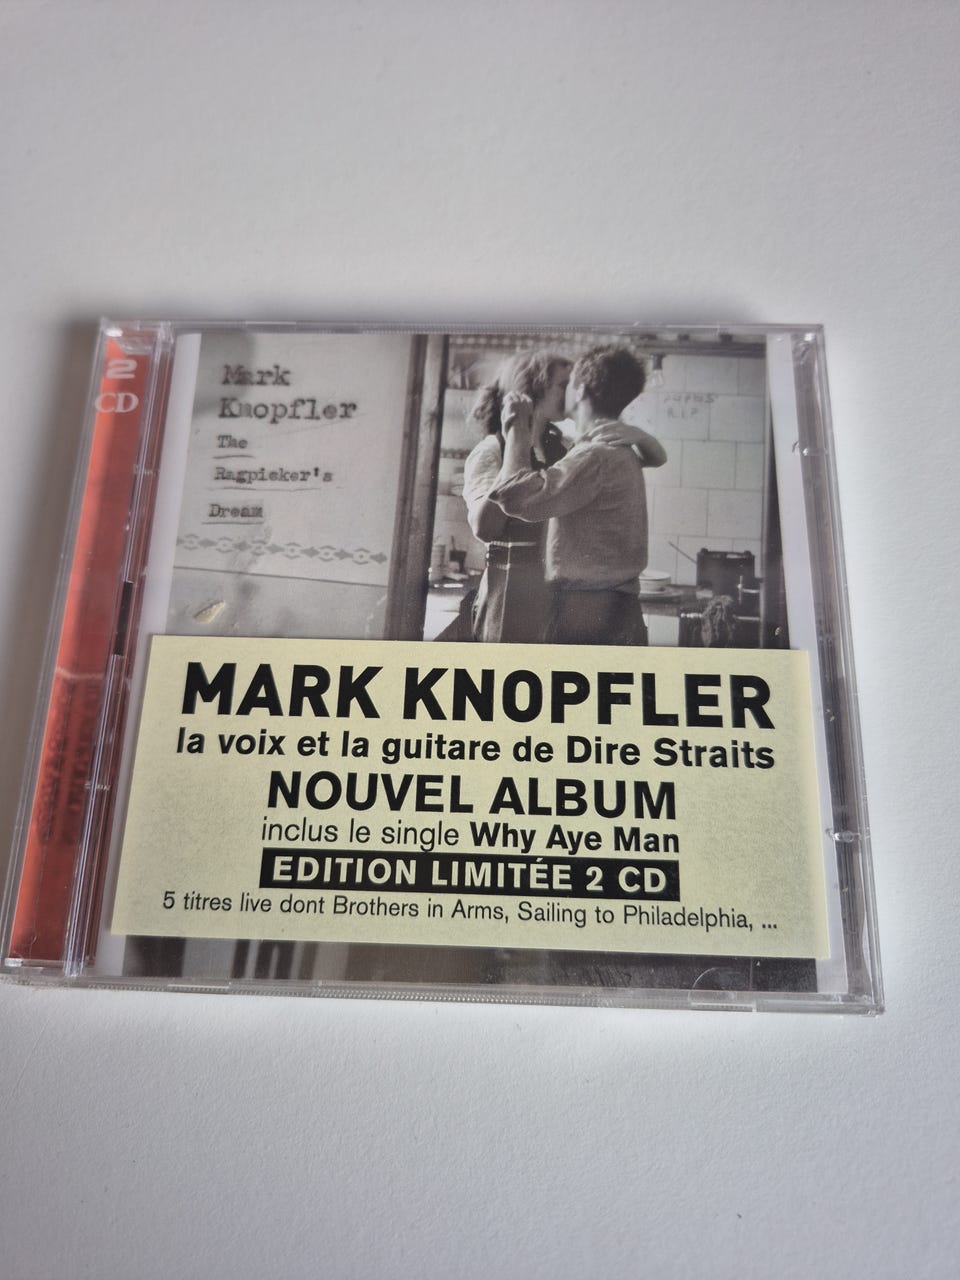 2
CD
Mark
Knopfler
The
Ragpicker's
Dream
MARK KNOPFLER
la voix et la guitare de Dire Straits
NOUVEL ALBUM
inclus le single Why Aye Man
EDITION LIMITÉE 2 CD
5 titres live dont Brothers in Arms, Sailing to Philadelphia, ...